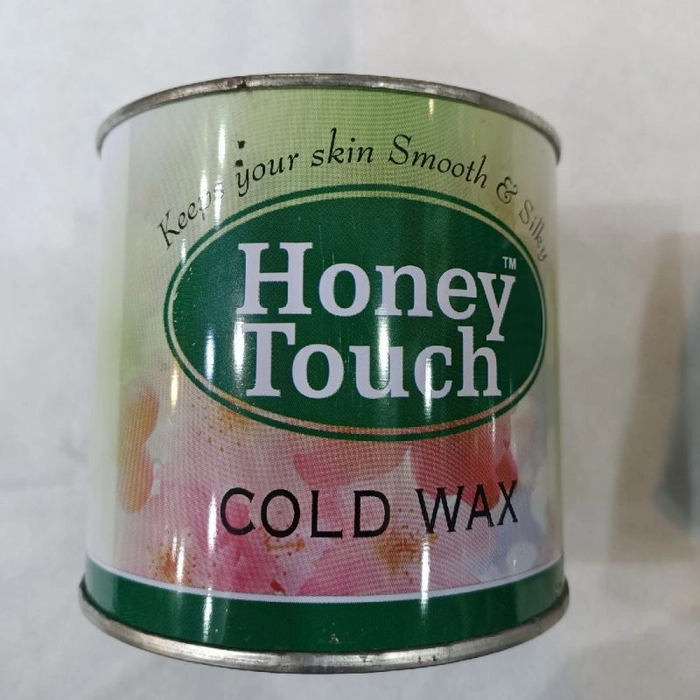 Keeps your skin Smooth & Silky
Honey™
Touch
COLD WAX